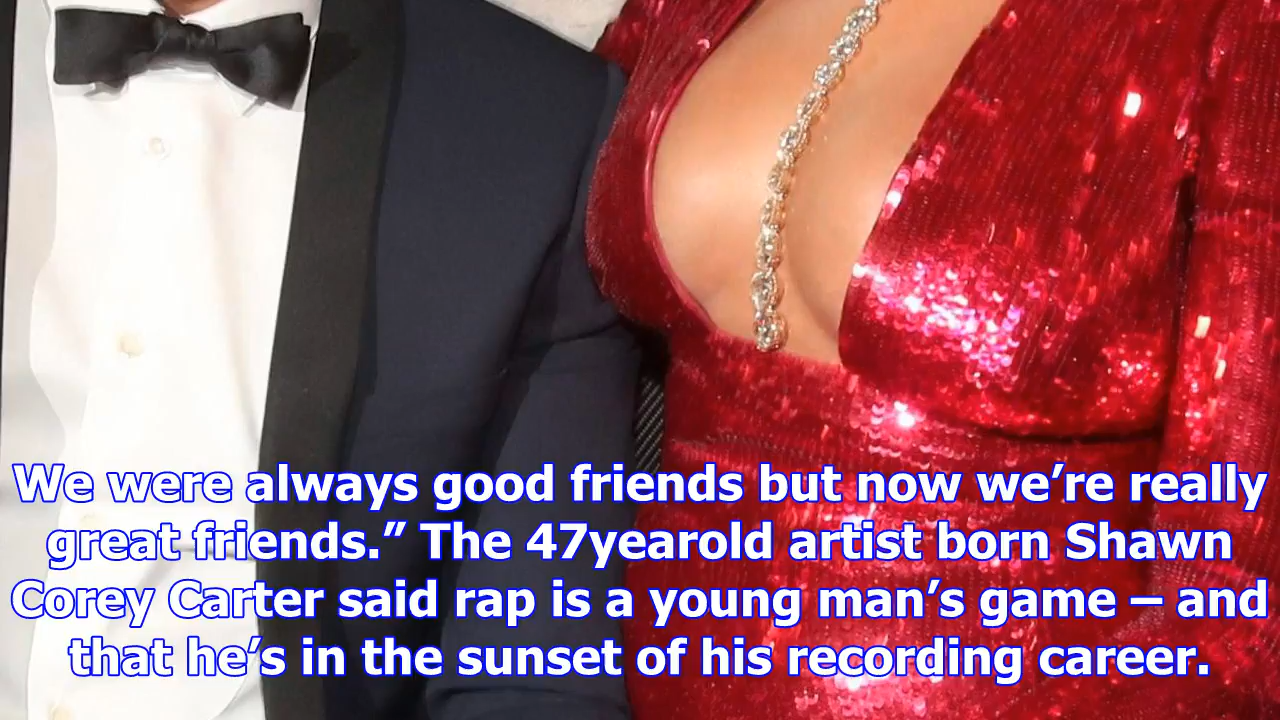 We were always good friends but now we’re really
great friends.” The 47yearold artist born Shawn
Corey Carter said rap is a young man’s game – and
that he’s in the sunset of his recording career.